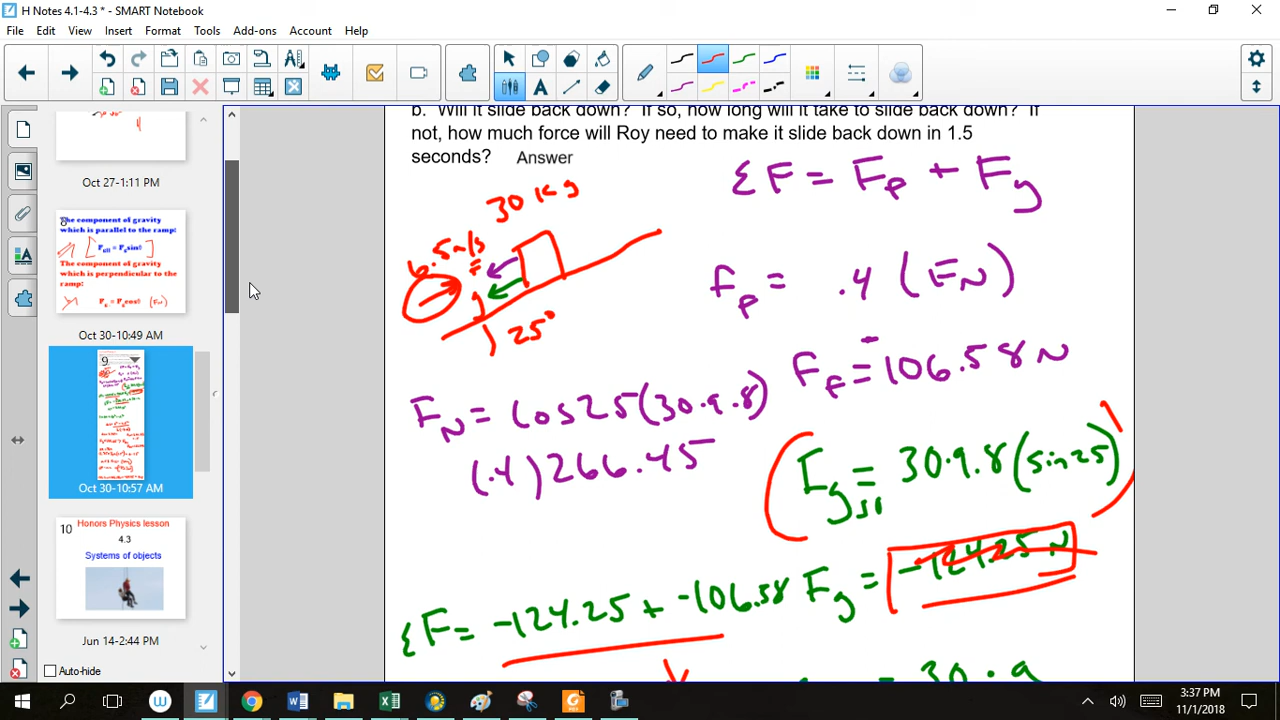 H Notes 4.1-4.3 * - SMART Notebook
File Edit View Insert Format Tools Add-ons Account Help
Oct 27-1:11 PM
The component of gravity
which is parallel to the ramp:
The component of gravity
which is perpendicular to the
ramp:
Oct 30-10:49 AM
9
Oct 30-10:57 AM
10 Honors Physics lesson
4.3
Systems of objects
Jun 14-2:44 PM
Auto-hide
b. Will it slide back down? If so, how long will it take to slide back down? If
not, how much force will Roy need to make it slide back down in 1.5
seconds? Answer
ΣF = FF + Fg
30 Kg
6.5 m/s
25°
FF = .4 (FN)
FF = -106.58 N
FN = cos25(30·9.8)
(.4)266.45
Fg11 = 30·9.8(sin25)
Fg = -124.25 N
ΣF = -124.25 + -106.58
30 · a
3:37 PM
11/1/2018